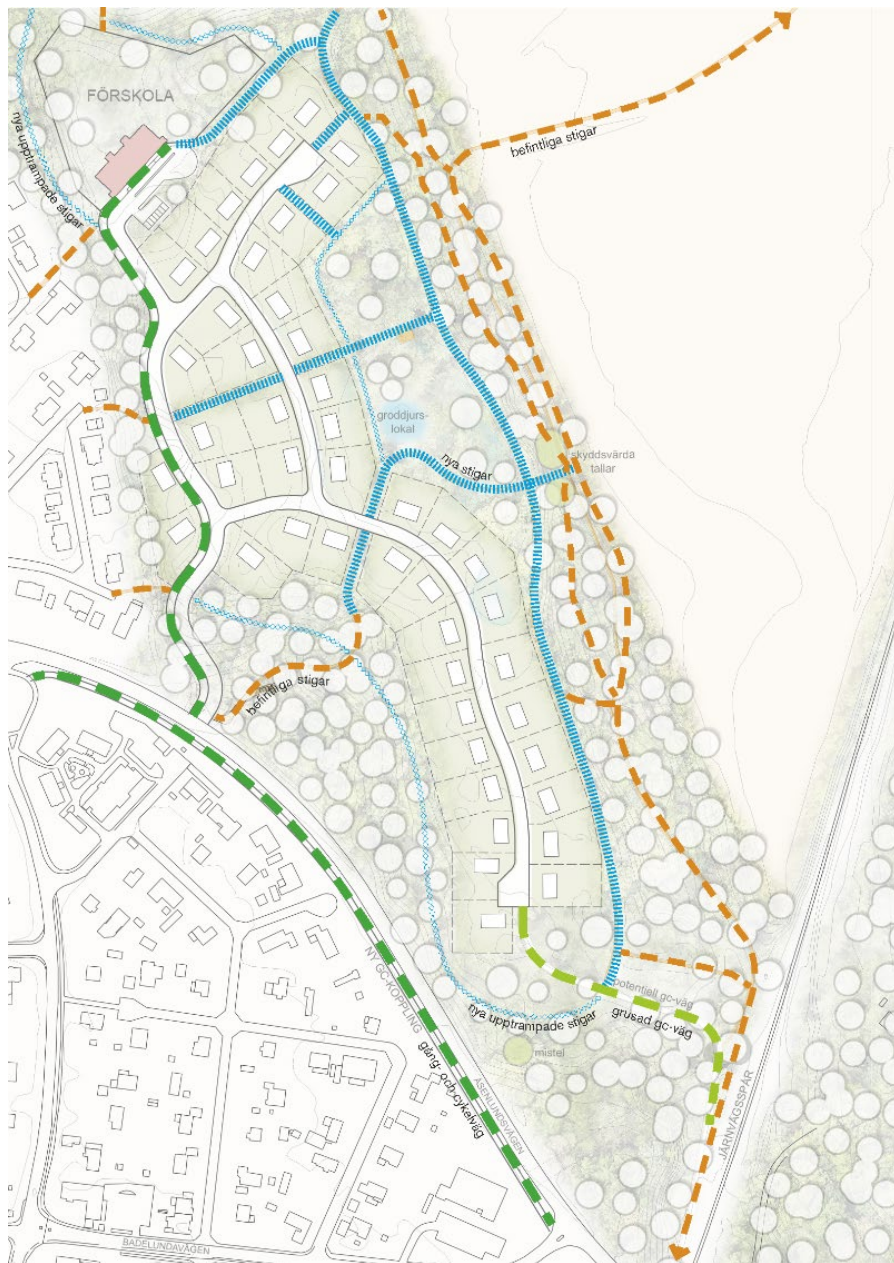 FÖRSKOLA
nya upptrampade stigar
befintliga stigar
groddjurs-
lokal
nya stigar
skyddsvärda
tallar
befintliga stigar
NY GC-KOPPLING
gång- och cykelväg
ÅSENLUNDSVÄGEN
potentiell gc-väg
grusad gc-väg
nya upptrampade stigar
mistel
JÄRNVÄGSSPÅR
BADELUNDAVÄGEN